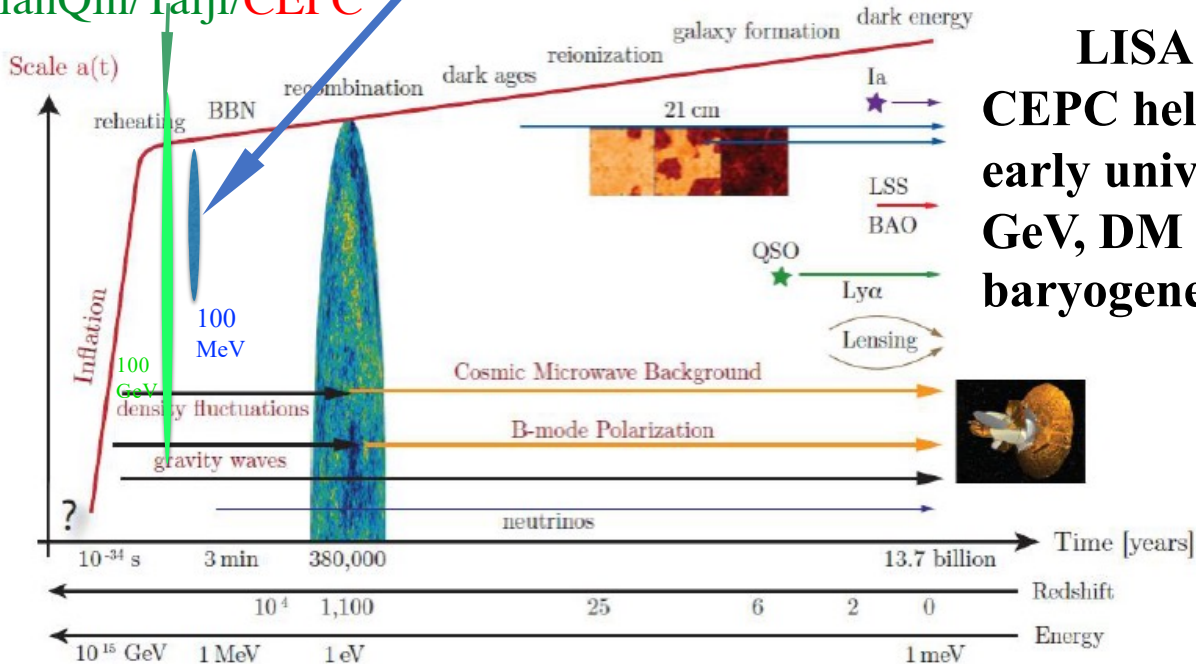 TianQin/Taiji/CEPC
dark energy
galaxy formation
reionization
dark ages
recombination
BBN
reheating
Scale a(t)
LISA
CEPC hel
early univ
GeV, DM
baryogene
Ia
21 cm
LSS
BAO
QSO
Lyα
Lensing
Inflation
100
MeV
100
GeV
density fluctuations
Cosmic Microwave Background
B-mode Polarization
gravity waves
?
neutrinos
Time [years]
10⁻³⁴ s 3 min 380,000 13.7 billion
Redshift
10⁴ 1,100 25 6 2 0
Energy
10¹⁵ GeV 1 MeV 1 eV 1 meV